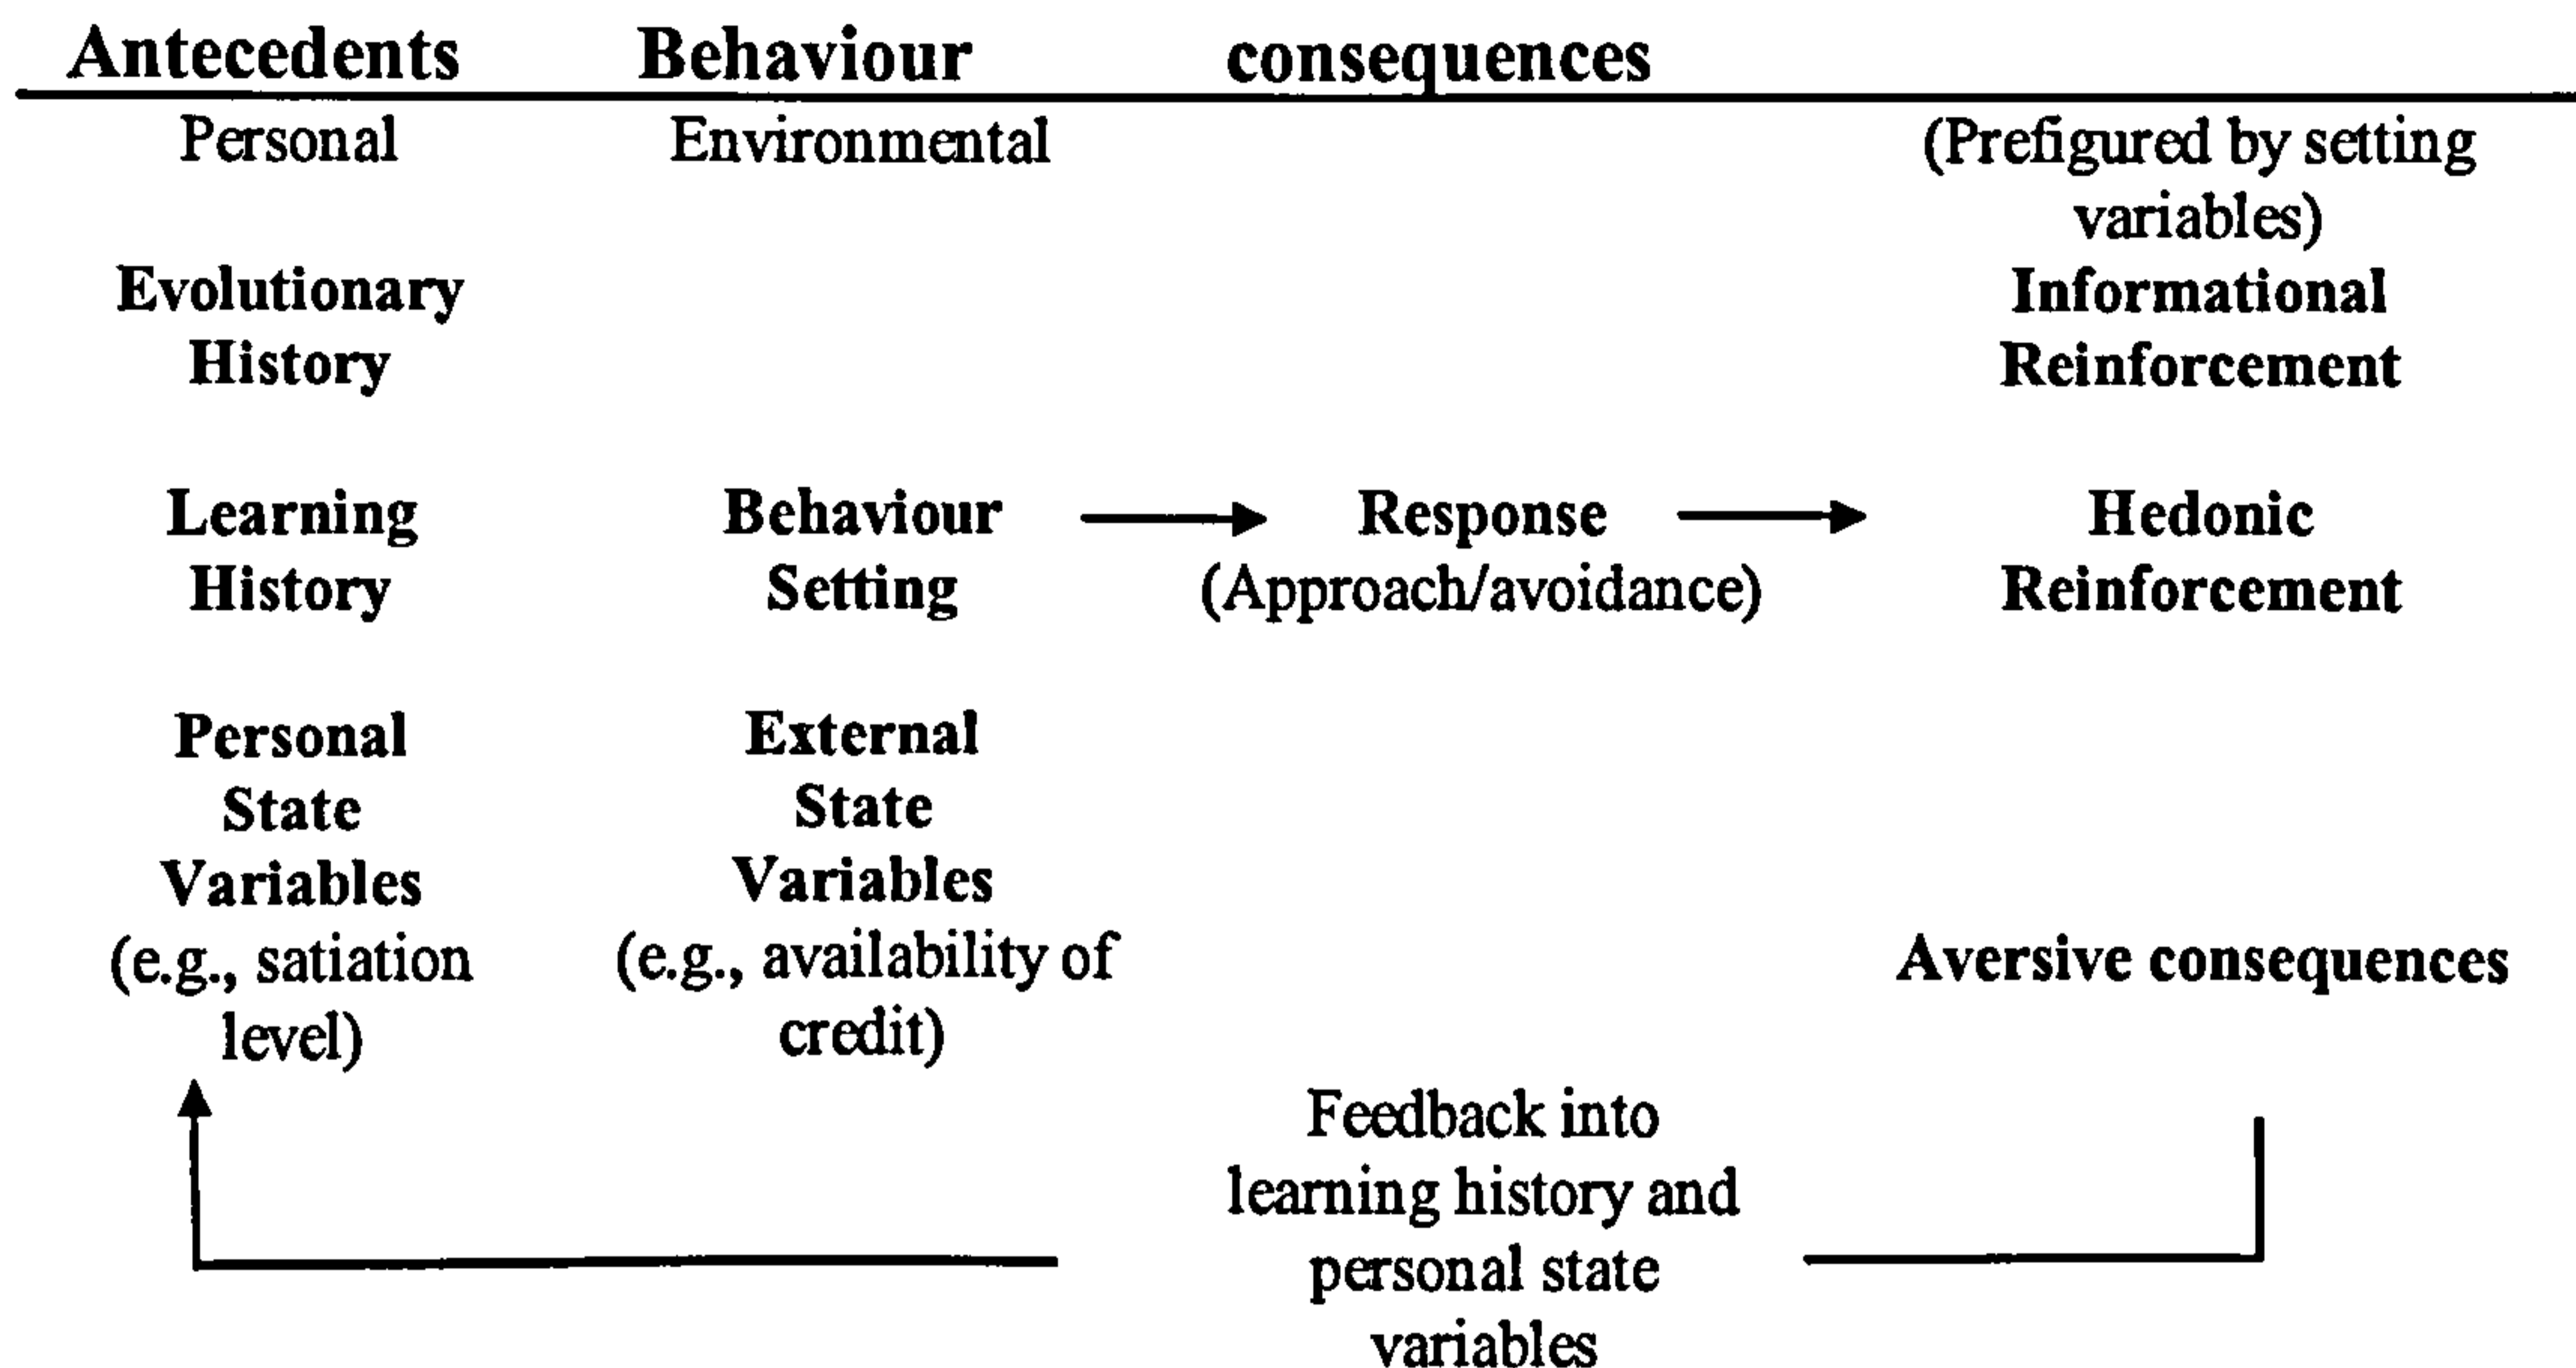 Antecedents Behaviour consequences
Personal Environmental (Prefigured by setting
variables)
Evolutionary Informational
History Reinforcement
Learning Behaviour Response Hedonic
History Setting (Approach/avoidance) Reinforcement
Personal External
State State
Variables Variables
(e.g., satiation (e.g., availability of Aversive consequences
level) credit)
Feedback into
learning history and
personal state
variables